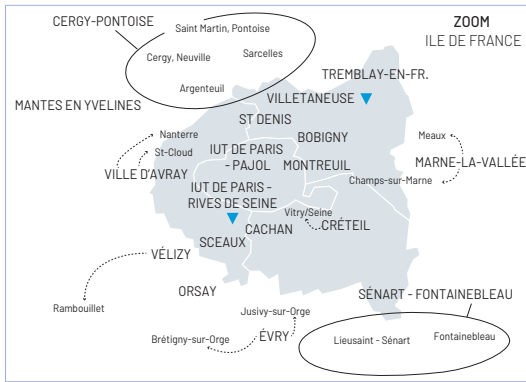 CERGY-PONTOISE
ZOOM
ILE DE FRANCE
Saint Martin, Pontoise
Cergy, Neuville
Sarcelles
Argenteuil
TREMBLAY-EN-FR.
MANTES EN YVELINES
VILLETANEUSE
ST DENIS
BOBIGNY
Nanterre
Meaux
St-Cloud
IUT DE PARIS
- PAJOL
MONTREUIL
MARNE-LA-VALLÉE
VILLE D'AVRAY
Champs-sur-Marne
IUT DE PARIS -
RIVES DE SEINE
Vitry/Seine
CACHAN
CRÉTEIL
SCEAUX
VÉLIZY
ORSAY
SÉNART - FONTAINEBLEAU
Rambouillet
Jusivy-sur-Orge
Brétigny-sur-Orge
ÉVRY
Lieusaint - Sénart
Fontainebleau